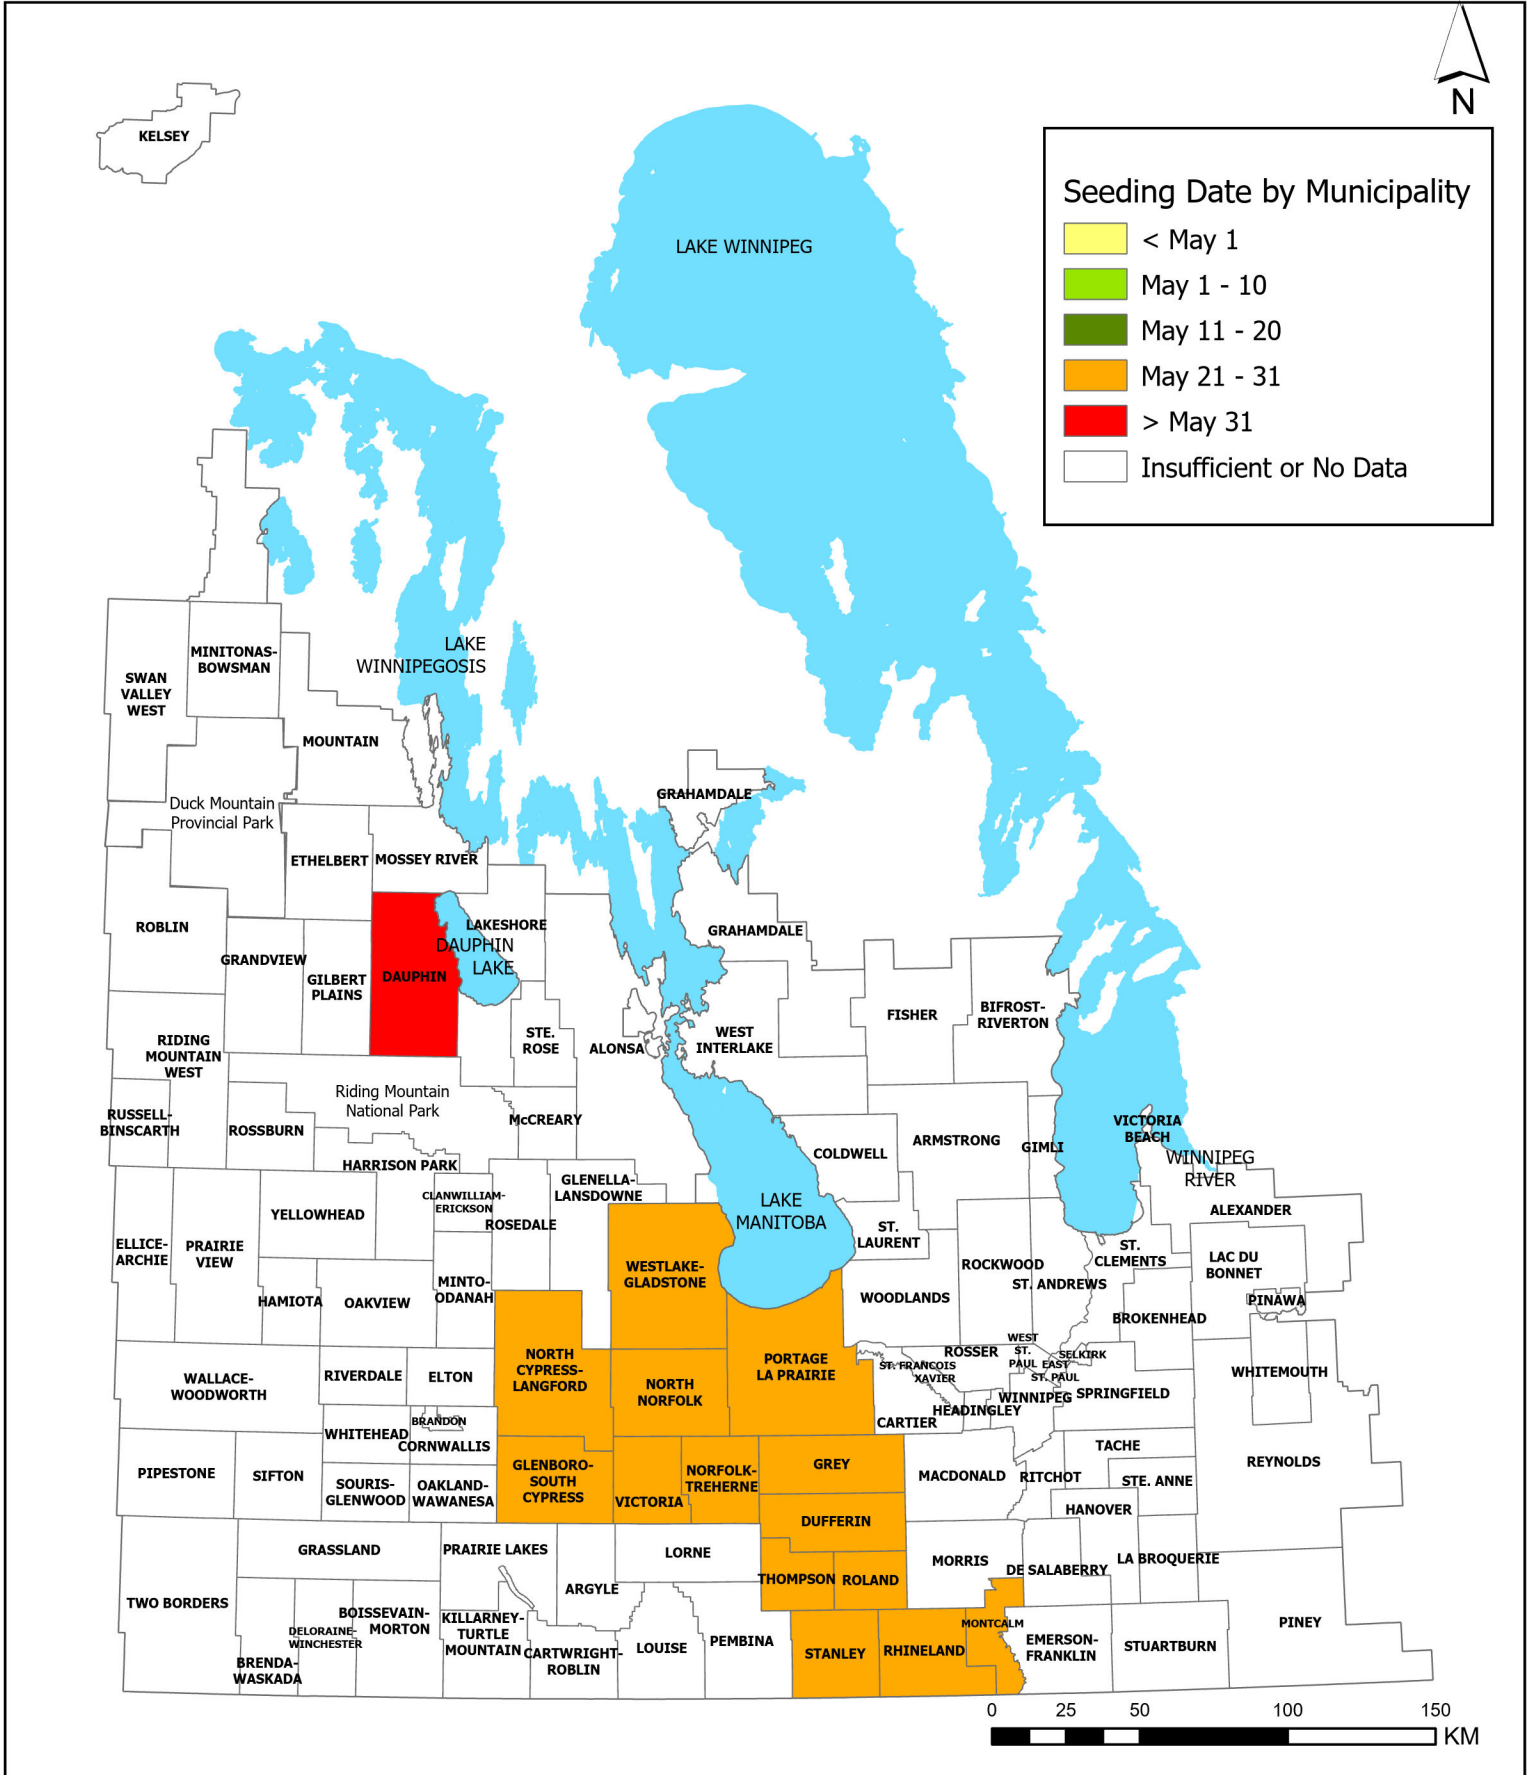 N
KELSEY
Seeding Date by Municipality
< May 1
May 1 - 10
May 11 - 20
May 21 - 31
> May 31
Insufficient or No Data
LAKE WINNIPEG
LAKE
WINNIPEGOSIS
MINITONAS-
BOWSMAN
SWAN
VALLEY
WEST
MOUNTAIN
Duck Mountain
Provincial Park
GRAHAMDALE
ETHELBERT
MOSSEY RIVER
ROBLIN
LAKESHORE
DAUPHIN
LAKE
GRAHAMDALE
GRANDVIEW
GILBERT
PLAINS
DAUPHIN
FISHER
BIFROST-
RIVERTON
RIDING
MOUNTAIN
WEST
STE.
ROSE
ALONSA
WEST
INTERLAKE
Riding Mountain
National Park
RUSSELL-
BINSCARTH
ROSSBURN
McCREARY
VICTORIA
BEACH
ARMSTRONG
GIMLI
COLDWELL
WINNIPEG
RIVER
HARRISON PARK
GLENELLA-
LANSDOWNE
CLANWILLIAM-
ERICKSON
ROSEDALE
YELLOWHEAD
LAKE
MANITOBA
ALEXANDER
ELLICE-
ARCHIE
PRAIRIE
VIEW
ST.
LAURENT
ST.
CLEMENTS
LAC DU
BONNET
WESTLAKE-
GLADSTONE
ROCKWOOD
ST. ANDREWS
HAMIOTA
OAKVIEW
MINTO-
ODANAH
WOODLANDS
PINAWA
BROKENHEAD
NORTH
CYPRESS-
LANGFORD
PORTAGE
LA PRAIRIE
ROSSER
WEST
ST.
PAUL
EAST
ST. PAUL
SELKIRK
ST. FRANCOIS
XAVIER
WALLACE-
WOODWORTH
RIVERDALE
ELTON
NORTH
NORFOLK
WHITEMOUTH
SPRINGFIELD
WINNIPEG
HEADINGLEY
CARTIER
BRANDON
WHITEHEAD
CORNWALLIS
TACHE
PIPESTONE
SIFTON
SOURIS-
GLENWOOD
OAKLAND-
WAWANESA
GLENBORO-
SOUTH
CYPRESS
VICTORIA
NORFOLK-
TREHERNE
GREY
MACDONALD
RITCHOT
STE. ANNE
REYNOLDS
HANOVER
DUFFERIN
GRASSLAND
PRAIRIE LAKES
LORNE
MORRIS
DE SALABERRY
LA BROQUERIE
THOMPSON
ROLAND
ARGYLE
TWO BORDERS
BOISSEVAIN-
MORTON
DELORAINE-
WINCHESTER
KILLARNEY-
TURTLE
MOUNTAIN
BRENDA-
WASKADA
CARTWRIGHT-
ROBLIN
LOUISE
PEMBINA
STANLEY
RHINELAND
MONTCALM
EMERSON-
FRANKLIN
STUARTBURN
PINEY
0 25 50 100 150
KM